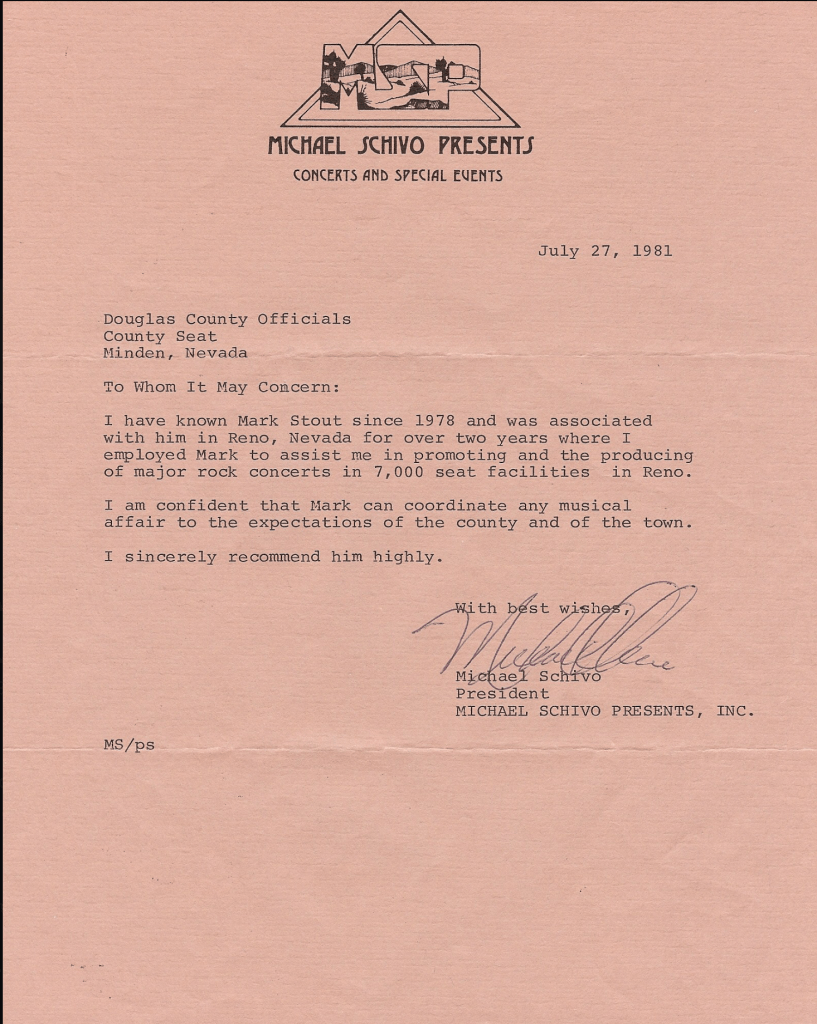 MSP
MICHAEL SCHIVO PRESENTS
CONCERTS AND SPECIAL EVENTS
July 27, 1981
Douglas County Officials
County Seat
Minden, Nevada
To Whom It May Concern:
I have known Mark Stout since 1978 and was associated
with him in Reno, Nevada for over two years where I
employed Mark to assist me in promoting and the producing
of major rock concerts in 7,000 seat facilities  in Reno.
I am confident that Mark can coordinate any musical
affair to the expectations of the county and of the town.
I sincerely recommend him highly.
With best wishes,
Michael Schivo
Michael Schivo
President
MICHAEL SCHIVO PRESENTS, INC.
MS/ps